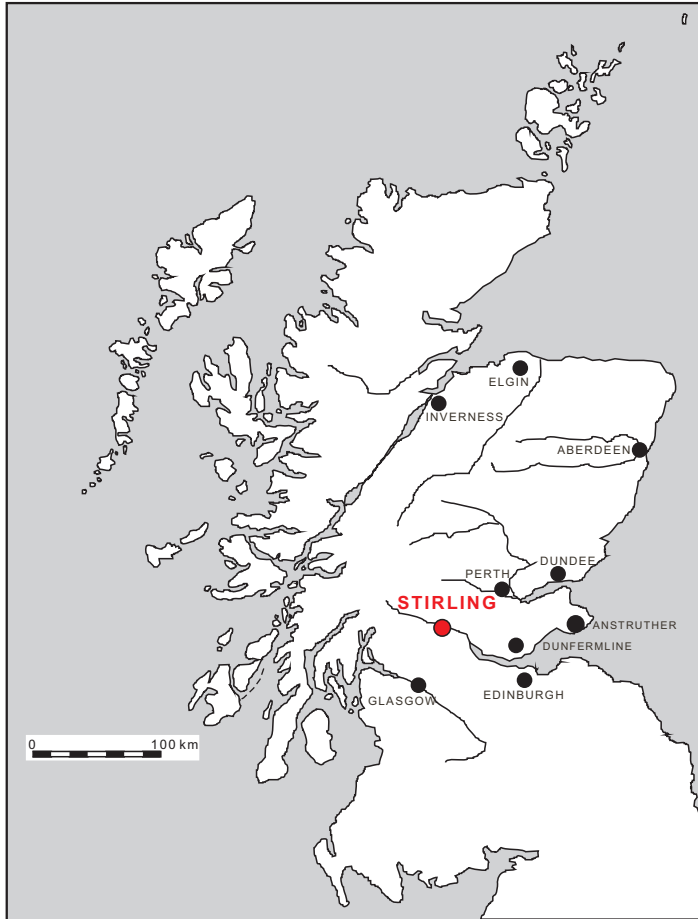 ELGIN
INVERNESS
ABERDEEN
DUNDEE
PERTH
STIRLING
ANSTRUTHER
DUNFERMLINE
EDINBURGH
GLASGOW
0 100 km